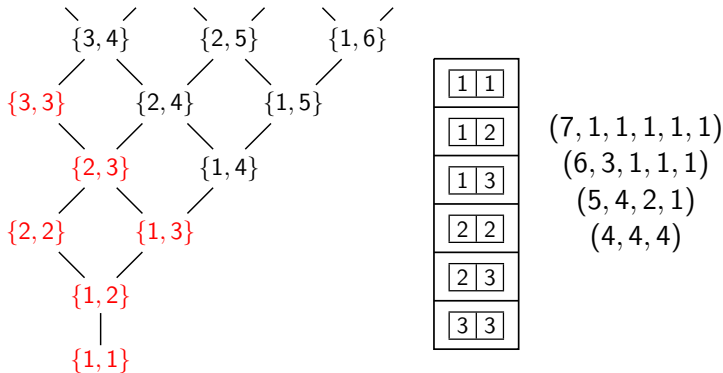 {3, 4} {2, 5} {1, 6}
{3, 3} {2, 4} {1, 5}
{2, 3} {1, 4}
{2, 2} {1, 3}
{1, 2}
{1, 1}
1 1
1 2
1 3
2 2
2 3
3 3
(7, 1, 1, 1, 1, 1)
(6, 3, 1, 1, 1)
(5, 4, 2, 1)
(4, 4, 4)